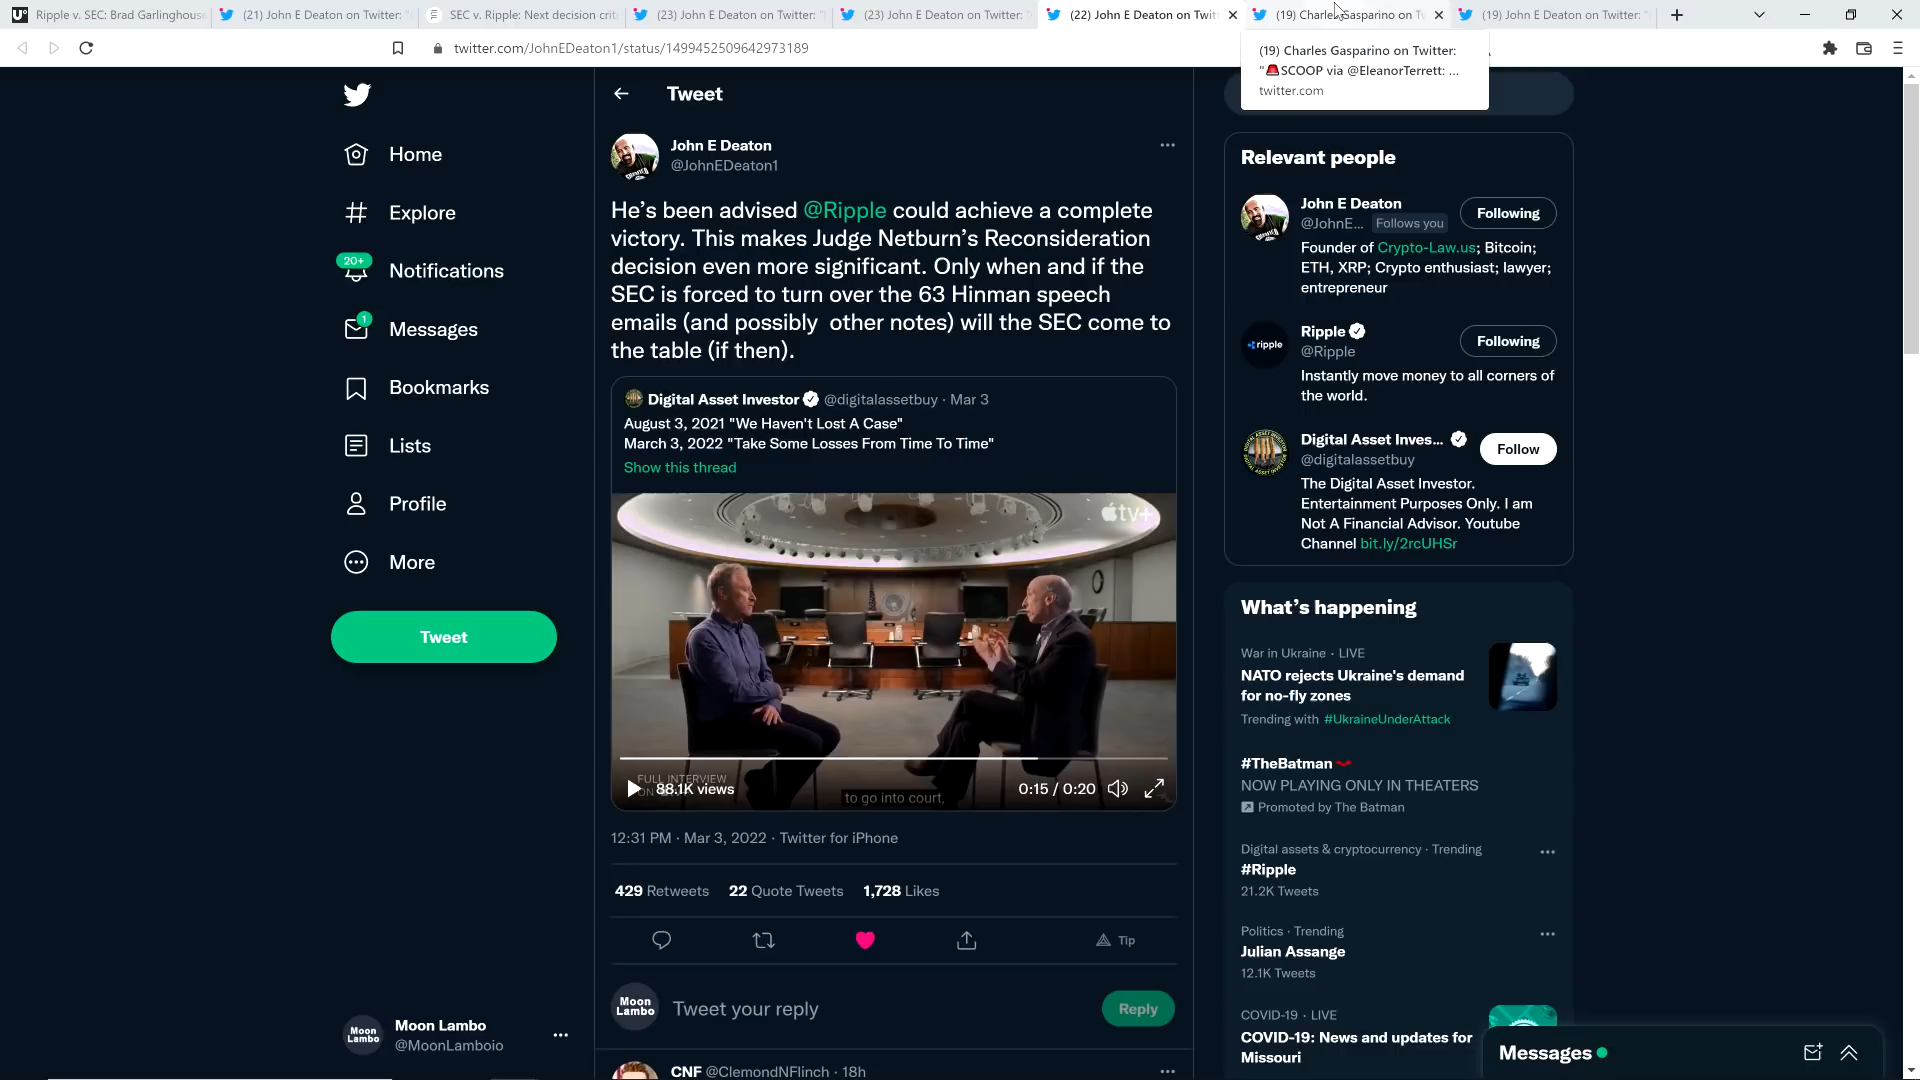 Ripple v. SEC: Brad Garlinghouse
(21) John E Deaton on Twitter: "
SEC v. Ripple: Next decision crit
(23) John E Deaton on Twitter: "
(23) John E Deaton on Twitter: "
(22) John E Deaton on Twit
(19) Charles Gasparino on T
(19) John E Deaton on Twitter: "
twitter.com/JohnEDeaton1/status/1499452509642973189
(19) Charles Gasparino on Twitter:
"🚨SCOOP via @EleanorTerrett: ...
twitter.com
Home
Explore
20+
Notifications
1
Messages
Bookmarks
Lists
Profile
More
Tweet
Moon Lambo
Moon Lambo
@MoonLamboio
Tweet
John E Deaton
@JohnEDeaton1
He's been advised @Ripple could achieve a complete
victory. This makes Judge Netburn's Reconsideration
decision even more significant. Only when and if the
SEC is forced to turn over the 63 Hinman speech
emails (and possibly other notes) will the SEC come to
the table (if then).
Digital Asset Investor @digitalassetbuy · Mar 3
August 3, 2021 "We Haven't Lost A Case"
March 3, 2022 "Take Some Losses From Time To Time"
Show this thread
tv+
FULL INTERVIEW
88.1K views
to go into court,
0:15 / 0:20
12:31 PM · Mar 3, 2022 · Twitter for iPhone
429 Retweets 22 Quote Tweets 1,728 Likes
Tip
Moon Lambo
Tweet your reply
Reply
CNF @ClemondNFlinch · 18h
Relevant people
John E Deaton
@JohnE... Follows you
Following
Founder of Crypto-Law.us; Bitcoin;
ETH, XRP; Crypto enthusiast; lawyer;
entrepreneur
ripple
Ripple
@Ripple
Following
Instantly move money to all corners of
the world.
Digital Asset Inves...
@digitalassetbuy
Follow
The Digital Asset Investor.
Entertainment Purposes Only. I am
Not A Financial Advisor. Youtube
Channel bit.ly/2rcUHSr
What's happening
War in Ukraine · LIVE
NATO rejects Ukraine's demand
for no-fly zones
Trending with #UkraineUnderAttack
#TheBatman
NOW PLAYING ONLY IN THEATERS
Promoted by The Batman
Digital assets & cryptocurrency · Trending
#Ripple
21.2K Tweets
Politics · Trending
Julian Assange
12.1K Tweets
COVID-19 · LIVE
COVID-19: News and updates for
Missouri
Messages